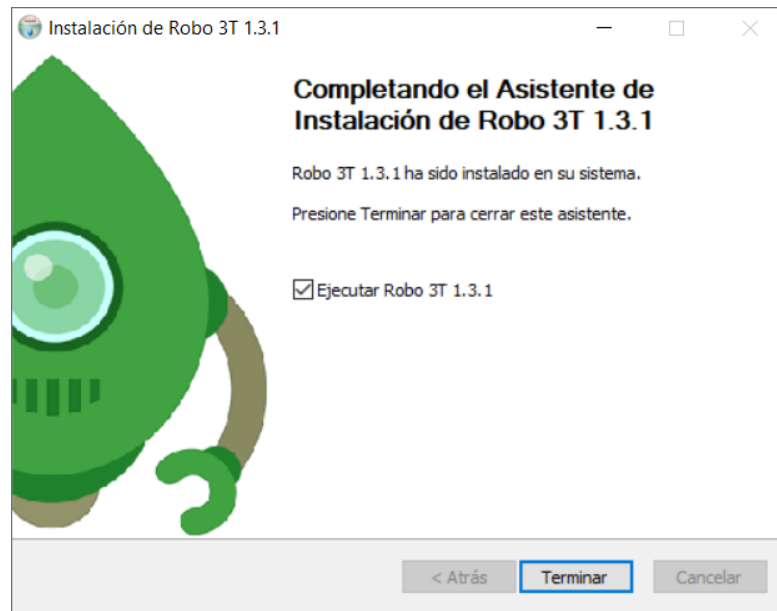 Instalación de Robo 3T 1.3.1
Completando el Asistente de
Instalación de Robo 3T 1.3.1
Robo 3T 1.3.1 ha sido instalado en su sistema.
Presione Terminar para cerrar este asistente.
Ejecutar Robo 3T 1.3.1
< Atrás Terminar Cancelar